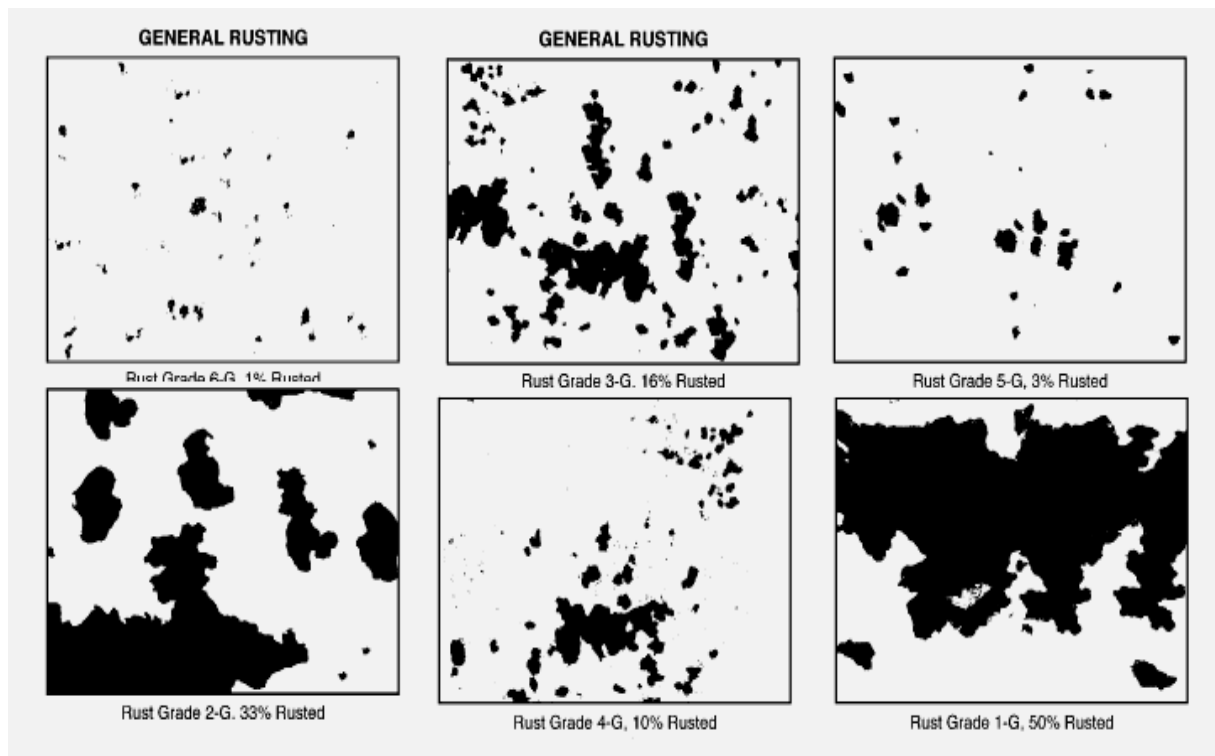 GENERAL RUSTING
GENERAL RUSTING
Rust Grade 6-G, 1% Rusted
Rust Grade 3-G. 16% Rusted
Rust Grade 5-G, 3% Rusted
Rust Grade 2-G. 33% Rusted
Rust Grade 4-G, 10% Rusted
Rust Grade 1-G, 50% Rusted